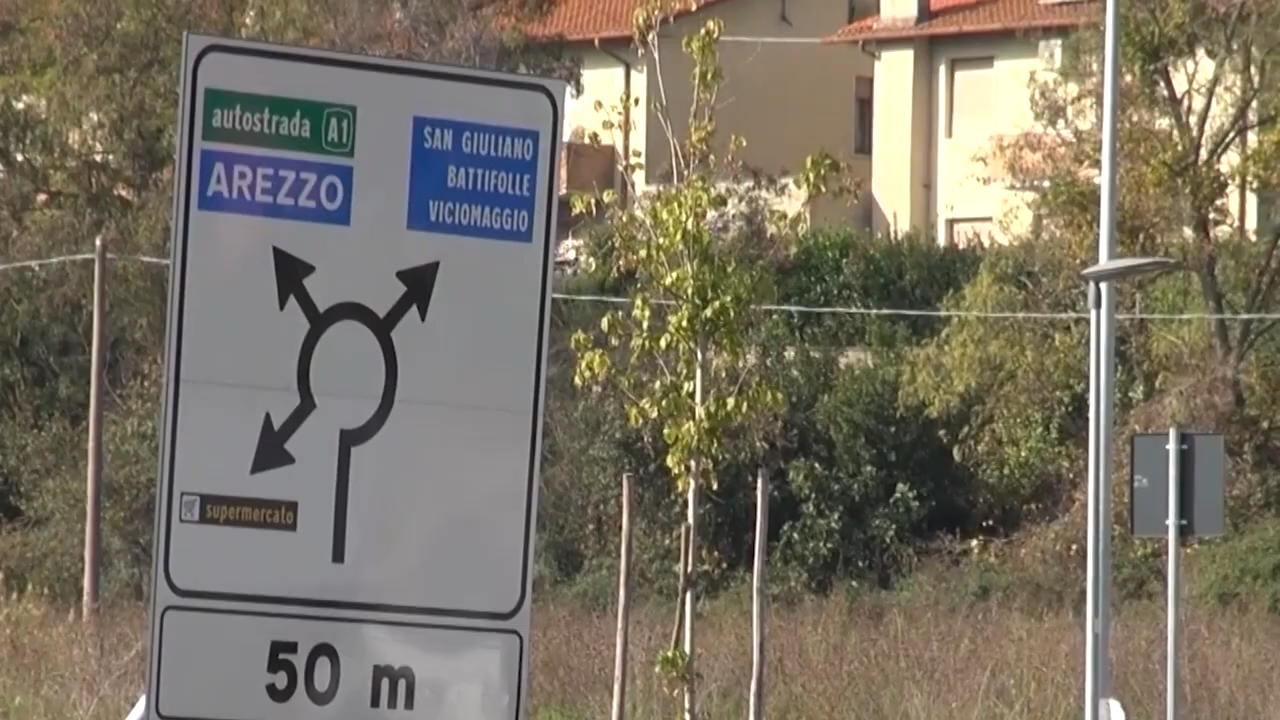 autostrada A1
AREZZO
SAN GIULIANO
BATTIFOLLE
VICIOMAGGIO
supermercato
50 m